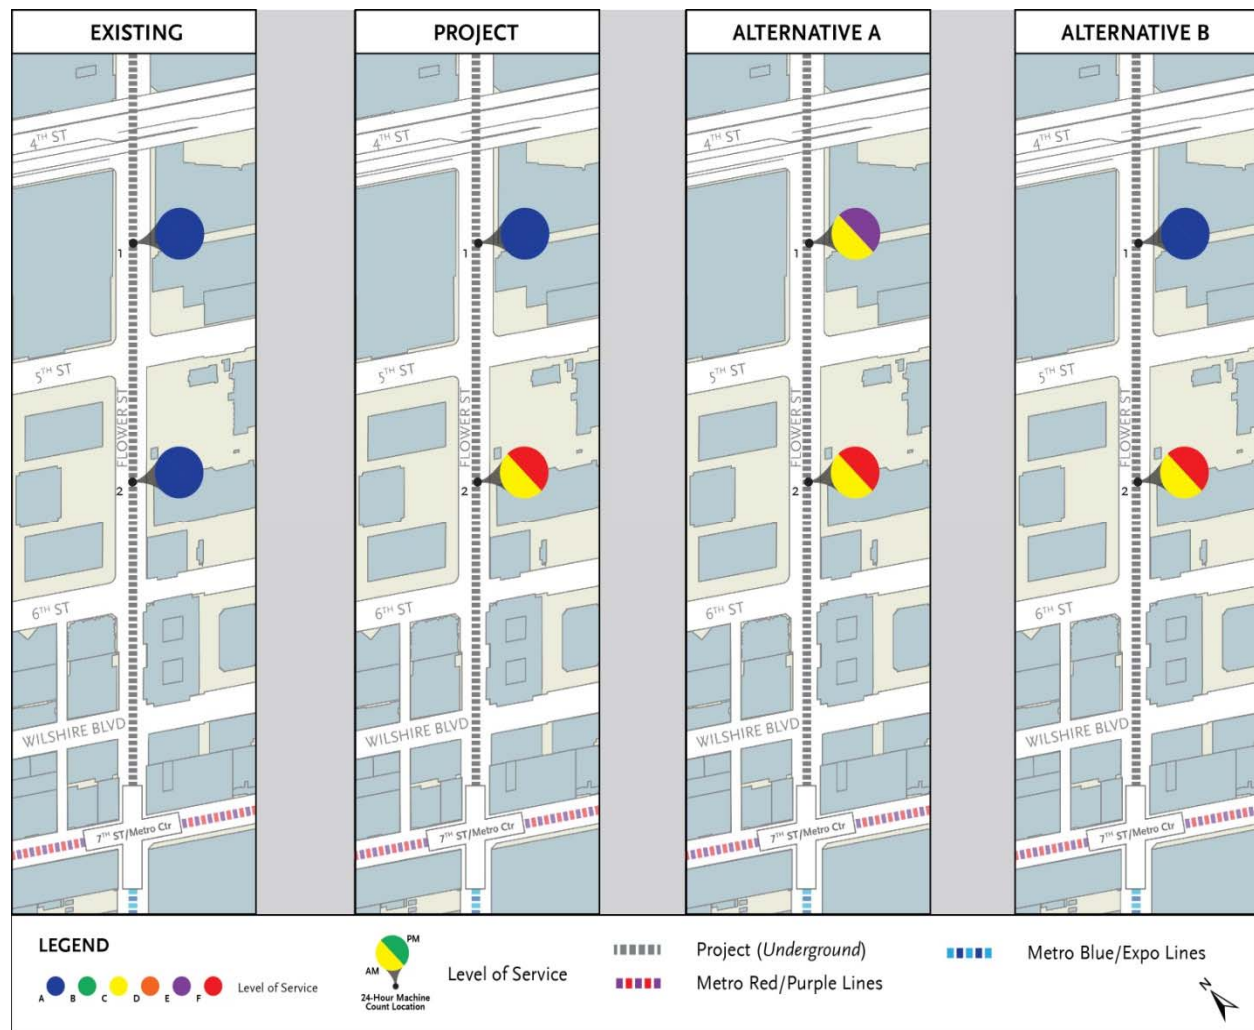 EXISTING
PROJECT
ALTERNATIVE A
ALTERNATIVE B
4TH ST
4TH ST
4TH ST
4TH ST
1
1
1
1
5TH ST
5TH ST
5TH ST
5TH ST
FLOWER ST
FLOWER ST
FLOWER ST
FLOWER ST
2
2
2
2
6TH ST
6TH ST
6TH ST
6TH ST
WILSHIRE BLVD
WILSHIRE BLVD
WILSHIRE BLVD
WILSHIRE BLVD
7TH ST/Metro Ctr
7TH ST/Metro Ctr
7TH ST/Metro Ctr
7TH ST/Metro Ctr
LEGEND
A B C D E F Level of Service
PM
AM
Level of Service
24-Hour Machine
Count Location
Project (Underground)
Metro Red/Purple Lines
Metro Blue/Expo Lines
N